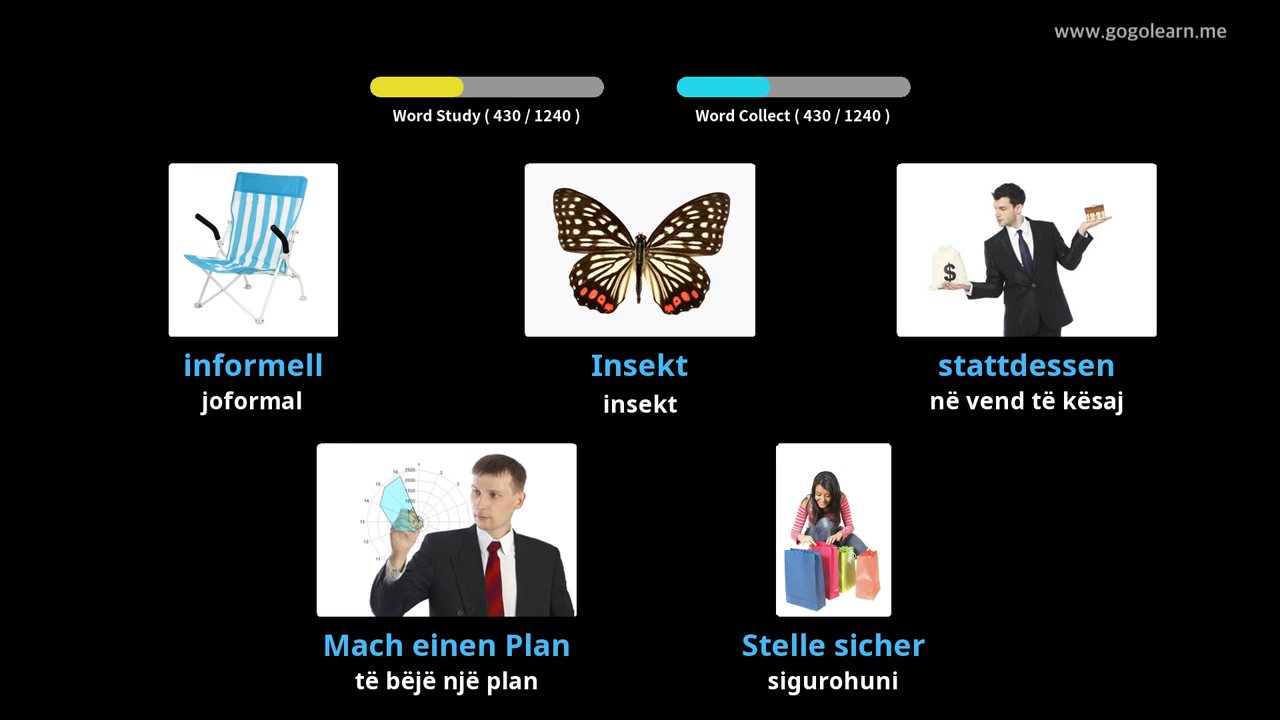 www.gogolearn.me
Word Study ( 430 / 1240 )
Word Collect ( 430 / 1240 )
informell
joformal
Insekt
insekt
stattdessen
në vend të kësaj
$
Mach einen Plan
të bëjë një plan
Stelle sicher
sigurohuni